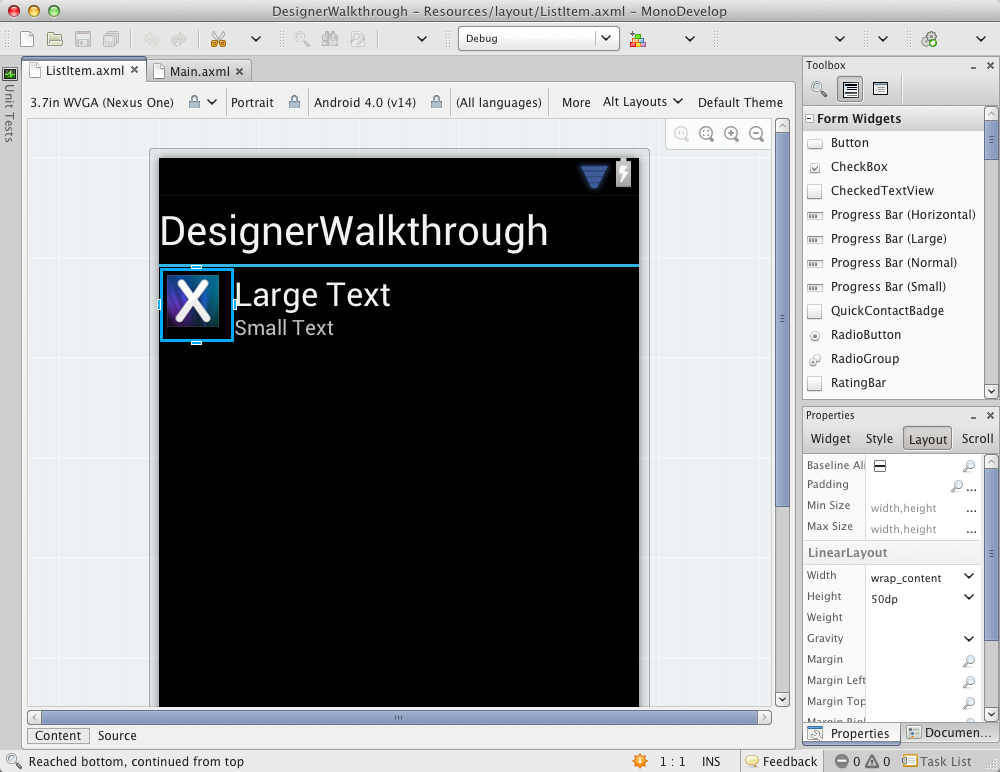 DesignerWalkthrough – Resources/layout/ListItem.axml – MonoDevelop
Debug
Unit Tests
ListItem.axml
Main.axml
3.7in WVGA (Nexus One)
Portrait
Android 4.0 (v14)
(All languages)
More
Alt Layouts
Default Theme
DesignerWalkthrough
Large Text
Small Text
Content
Source
Toolbox
Form Widgets
Button
CheckBox
CheckedTextView
Progress Bar (Horizontal)
Progress Bar (Large)
Progress Bar (Normal)
Progress Bar (Small)
QuickContactBadge
RadioButton
RadioGroup
RatingBar
Properties
Widget
Style
Layout
Scroll
Baseline Ali
Padding
...
Min Size
width,height
...
Max Size
width,height
...
LinearLayout
Width
wrap_content
Height
50dp
Weight
Gravity
Margin
Margin Left
Margin Top
Properties
Documen...
Reached bottom, continued from top
1 : 1
INS
Feedback
0
0
Task List